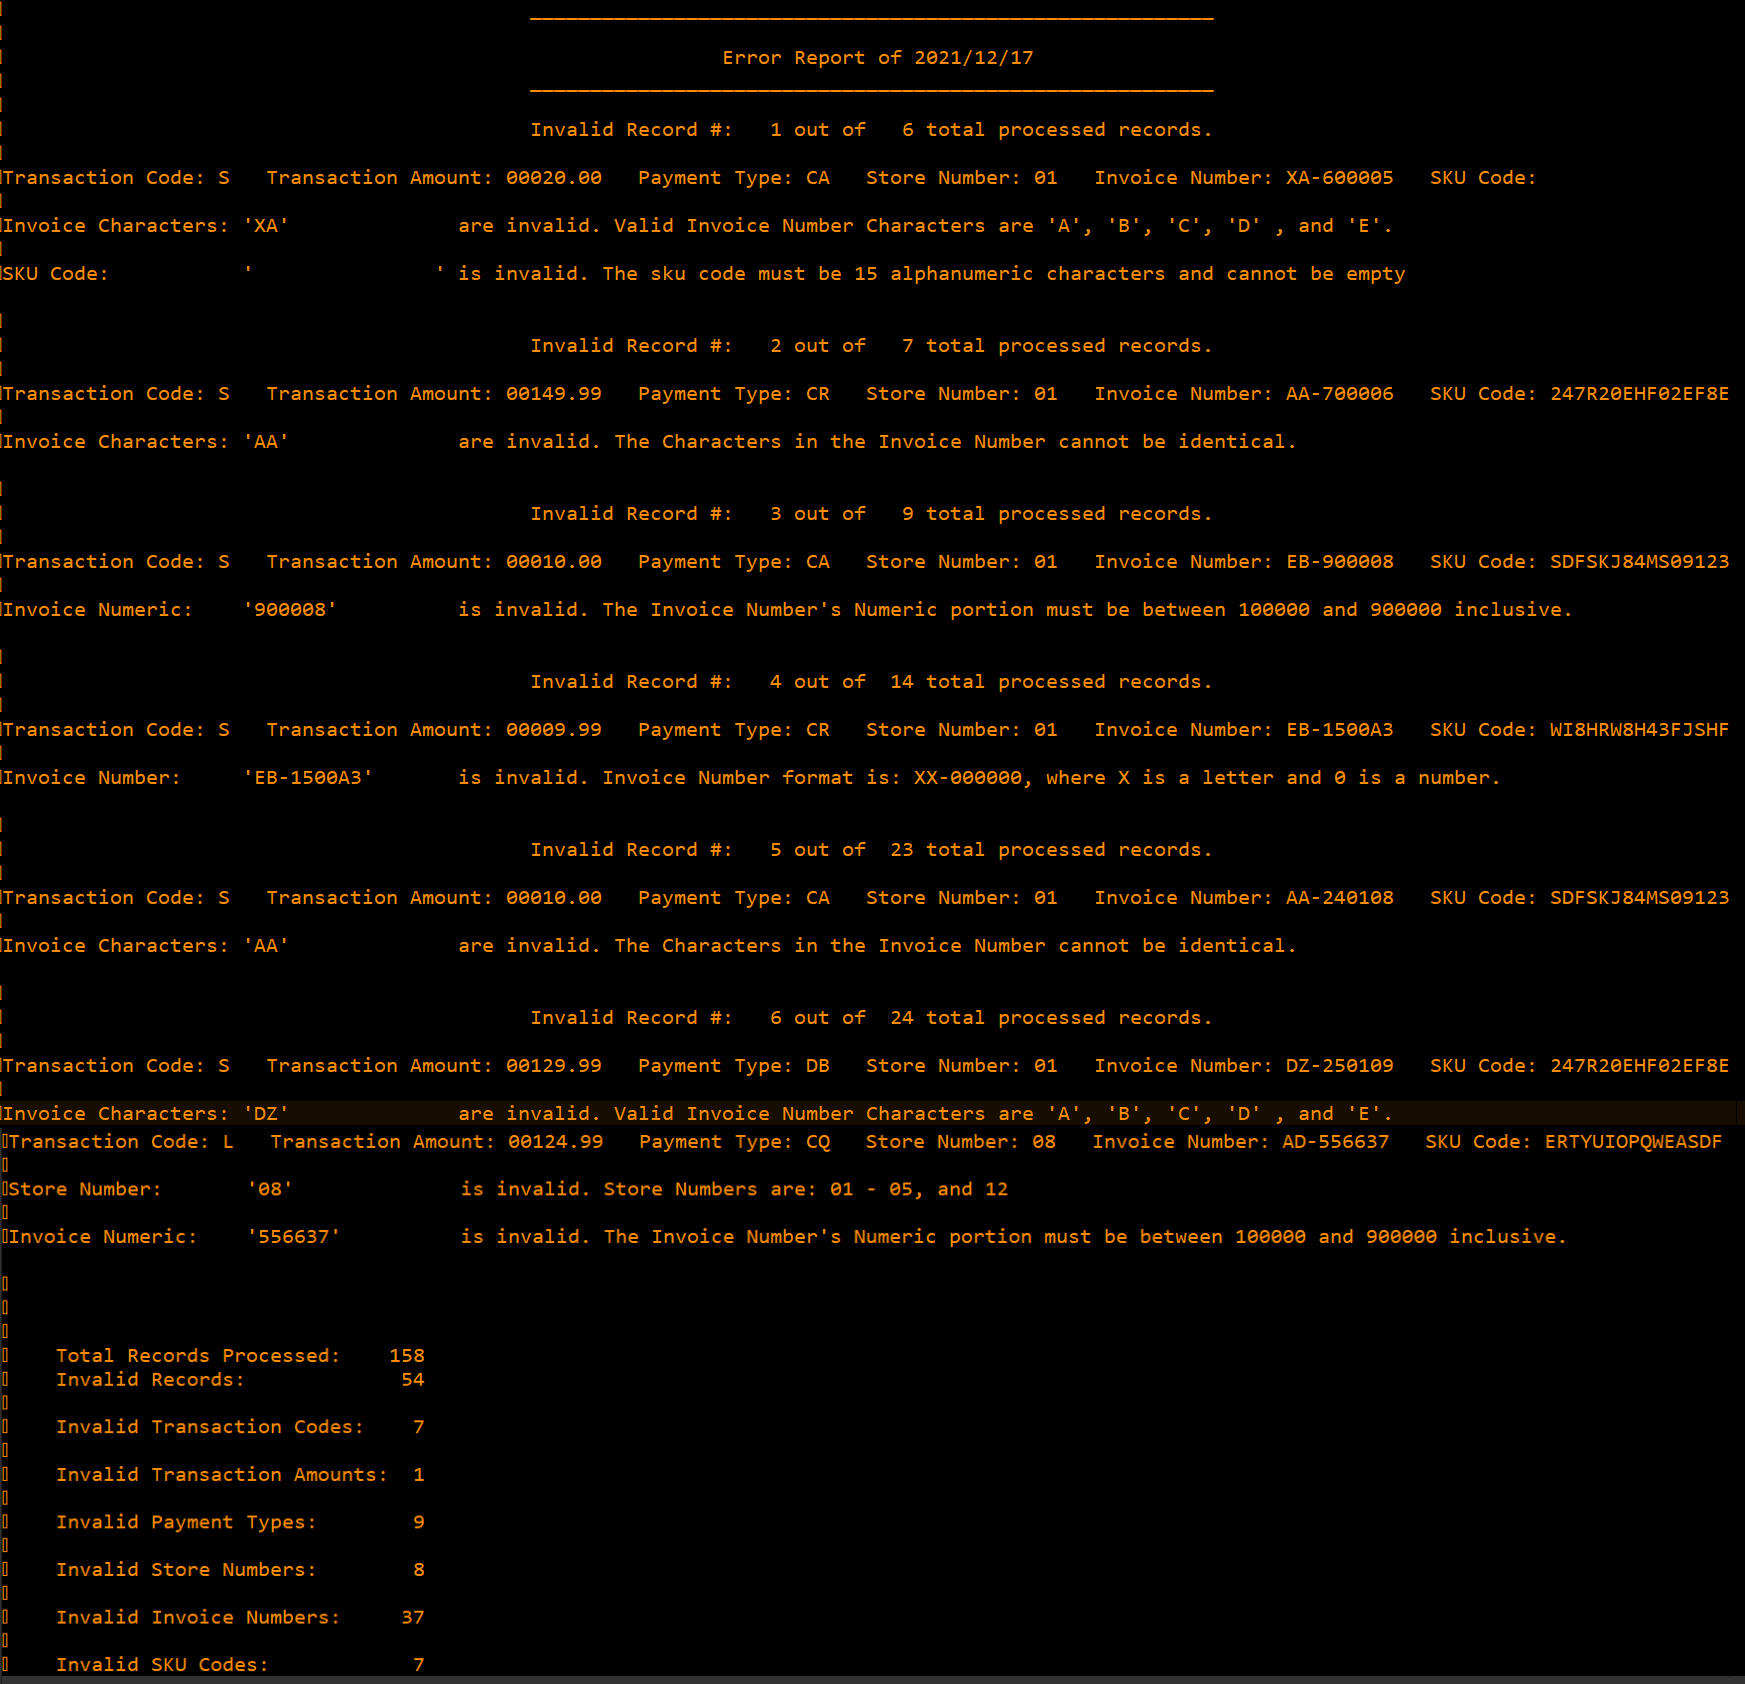 Error Report of 2021/12/17
Invalid Record #:   1 out of   6 total processed records.
Transaction Code: S   Transaction Amount: 00020.00   Payment Type: CA   Store Number: 01   Invoice Number: XA-600005   SKU Code:
Invoice Characters: 'XA'              are invalid. Valid Invoice Number Characters are 'A', 'B', 'C', 'D' , and 'E'.
SKU Code:           '               ' is invalid. The sku code must be 15 alphanumeric characters and cannot be empty
Invalid Record #:   2 out of   7 total processed records.
Transaction Code: S   Transaction Amount: 00149.99   Payment Type: CR   Store Number: 01   Invoice Number: AA-700006   SKU Code: 247R20EHF02EF8E
Invoice Characters: 'AA'              are invalid. The Characters in the Invoice Number cannot be identical.
Invalid Record #:   3 out of   9 total processed records.
Transaction Code: S   Transaction Amount: 00010.00   Payment Type: CA   Store Number: 01   Invoice Number: EB-900008   SKU Code: SDFSKJ84MS09123
Invoice Numeric:    '900008'          is invalid. The Invoice Number's Numeric portion must be between 100000 and 900000 inclusive.
Invalid Record #:   4 out of  14 total processed records.
Transaction Code: S   Transaction Amount: 00009.99   Payment Type: CR   Store Number: 01   Invoice Number: EB-1500A3   SKU Code: WI8HRW8H43FJSHF
Invoice Number:     'EB-1500A3'       is invalid. Invoice Number format is: XX-000000, where X is a letter and 0 is a number.
Invalid Record #:   5 out of  23 total processed records.
Transaction Code: S   Transaction Amount: 00010.00   Payment Type: CA   Store Number: 01   Invoice Number: AA-240108   SKU Code: SDFSKJ84MS09123
Invoice Characters: 'AA'              are invalid. The Characters in the Invoice Number cannot be identical.
Invalid Record #:   6 out of  24 total processed records.
Transaction Code: S   Transaction Amount: 00129.99   Payment Type: DB   Store Number: 01   Invoice Number: DZ-250109   SKU Code: 247R20EHF02EF8E
Invoice Characters: 'DZ'              are invalid. Valid Invoice Number Characters are 'A', 'B', 'C', 'D' , and 'E'.
Transaction Code: L   Transaction Amount: 00124.99   Payment Type: CQ   Store Number: 08   Invoice Number: AD-556637   SKU Code: ERTYUIOPQWEASDF
Store Number:       '08'              is invalid. Store Numbers are: 01 - 05, and 12
Invoice Numeric:    '556637'          is invalid. The Invoice Number's Numeric portion must be between 100000 and 900000 inclusive.
Total Records Processed:    158
Invalid Records:             54
Invalid Transaction Codes:    7
Invalid Transaction Amounts:  1
Invalid Payment Types:        9
Invalid Store Numbers:        8
Invalid Invoice Numbers:     37
Invalid SKU Codes:            7